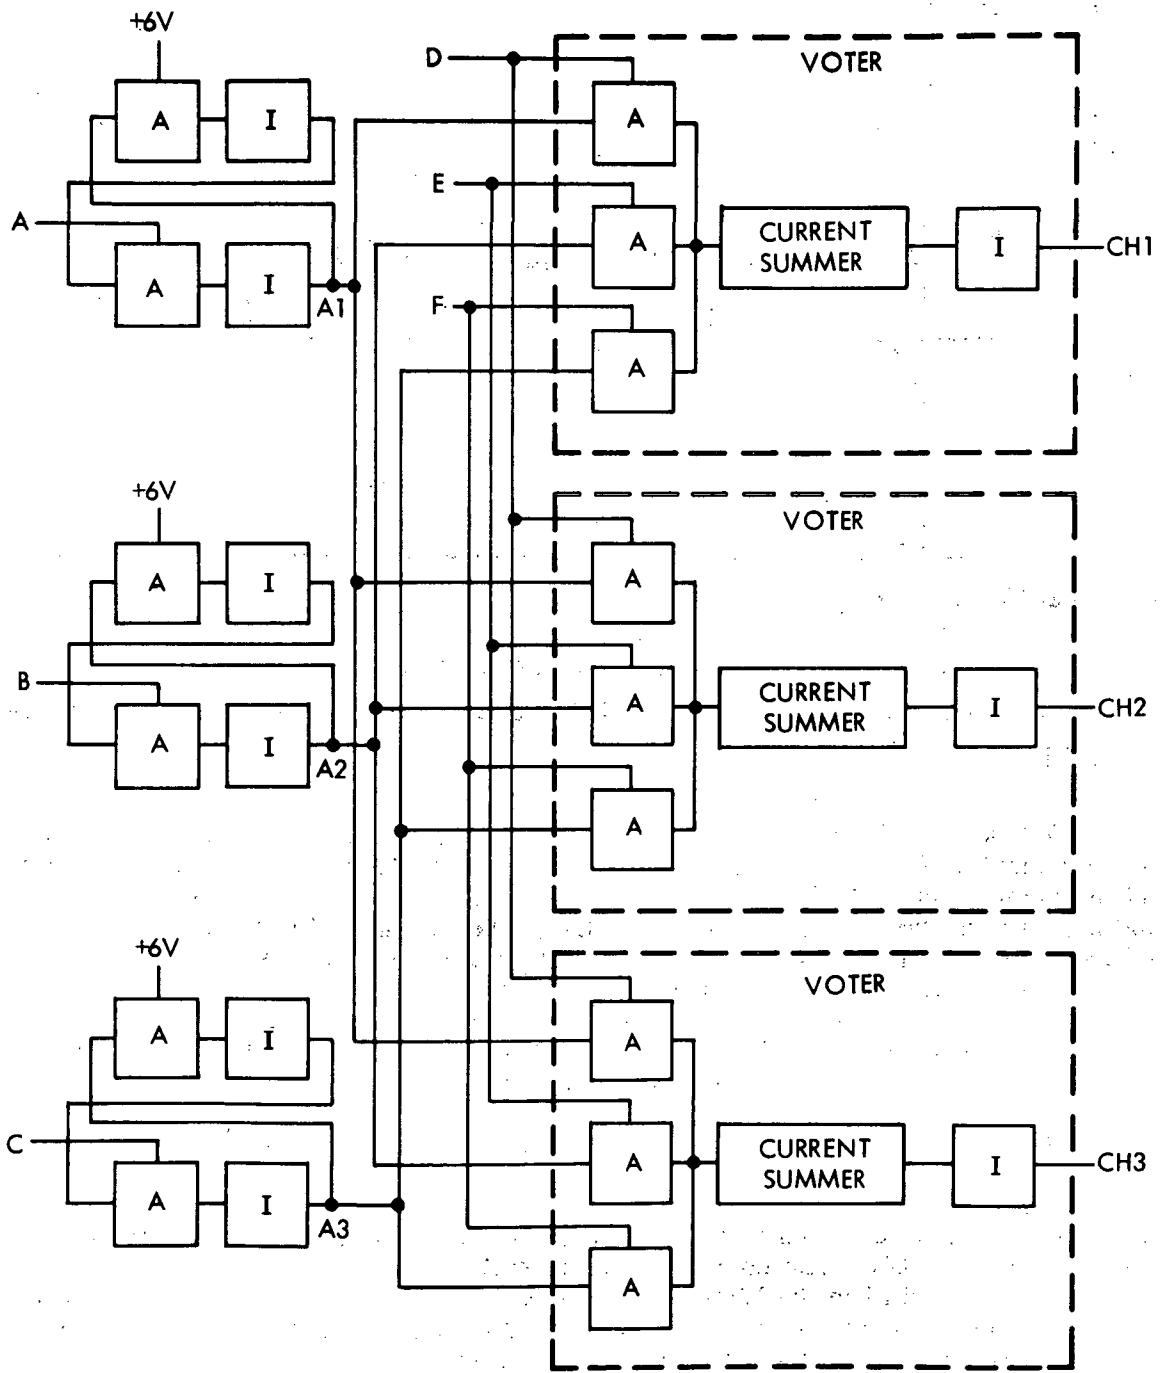 +6V
A
I
A
A
I
A1
D
E
F
VOTER
A
A
A
CURRENT
SUMMER
I
CH1
+6V
A
I
B
A
I
A2
VOTER
A
A
A
CURRENT
SUMMER
I
CH2
+6V
A
I
C
A
I
A3
VOTER
A
A
A
CURRENT
SUMMER
I
CH3